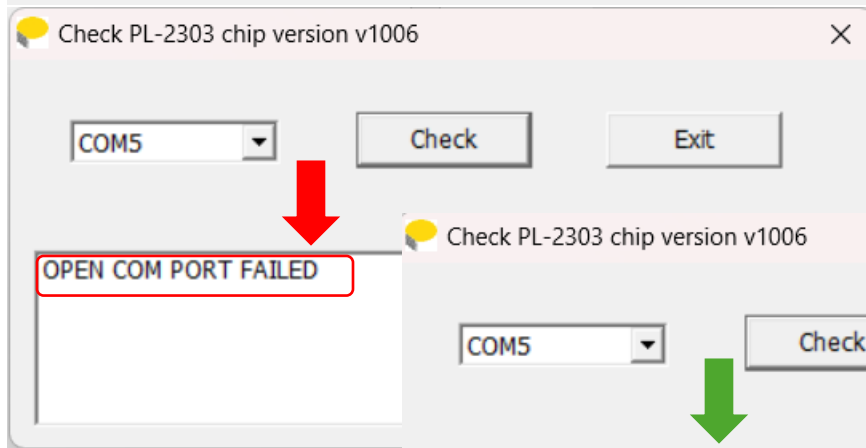 Check PL-2303 chip version v1006
COM5 Check Exit
OPEN COM PORT FAILED
Check PL-2303 chip version v1006
COM5 Check